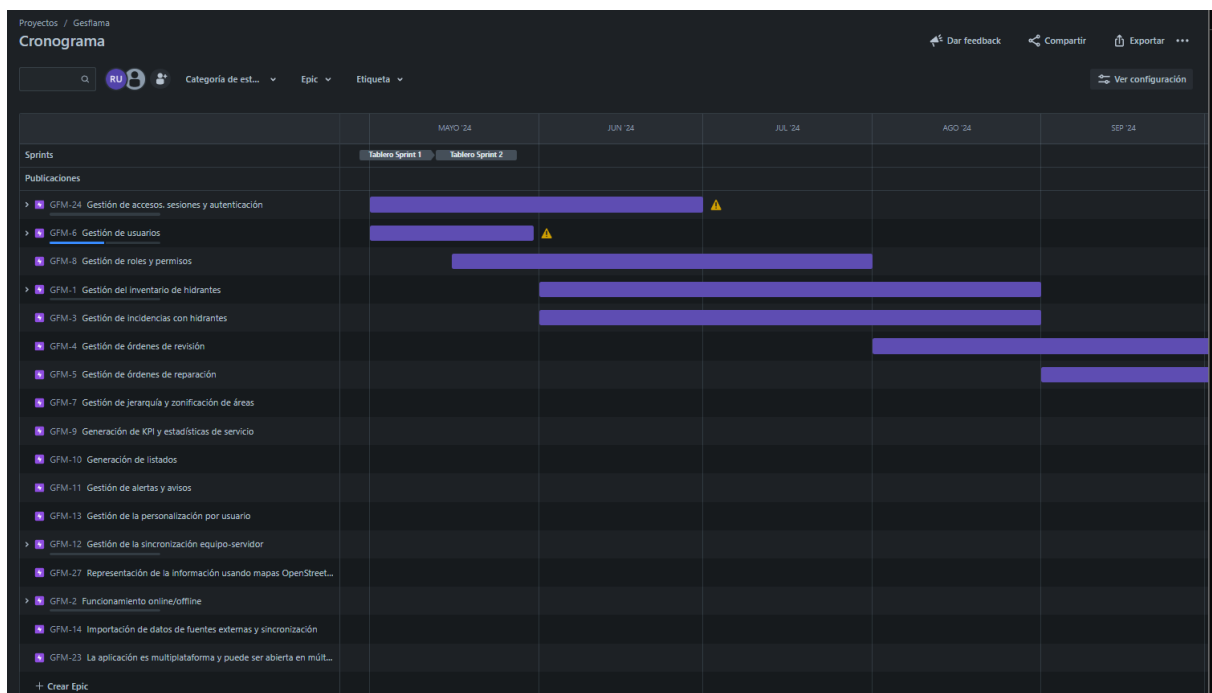 Proyectos / Gesflama
Cronograma
Dar feedback Compartir Exportar
RU Categoría de est... Epic Etiqueta Ver configuración
MAYO '24 JUN '24 JUL '24 AGO '24 SEP '24
Sprints Tablero Sprint 1 Tablero Sprint 2
Publicaciones
GFM-24 Gestión de accesos. sesiones y autenticación
GFM-6 Gestión de usuarios
GFM-8 Gestión de roles y permisos
GFM-1 Gestión del inventario de hidrantes
GFM-3 Gestión de incidencias con hidrantes
GFM-4 Gestión de órdenes de revisión
GFM-5 Gestión de órdenes de reparación
GFM-7 Gestión de jerarquía y zonificación de áreas
GFM-9 Generación de KPI y estadísticas de servicio
GFM-10 Generación de listados
GFM-11 Gestión de alertas y avisos
GFM-13 Gestión de la personalización por usuario
GFM-12 Gestión de la sincronización equipo-servidor
GFM-27 Representación de la información usando mapas OpenStreet...
GFM-2 Funcionamiento online/offline
GFM-14 Importación de datos de fuentes externas y sincronización
GFM-23 La aplicación es multiplataforma y puede ser abierta en múlt...
+ Crear Epic